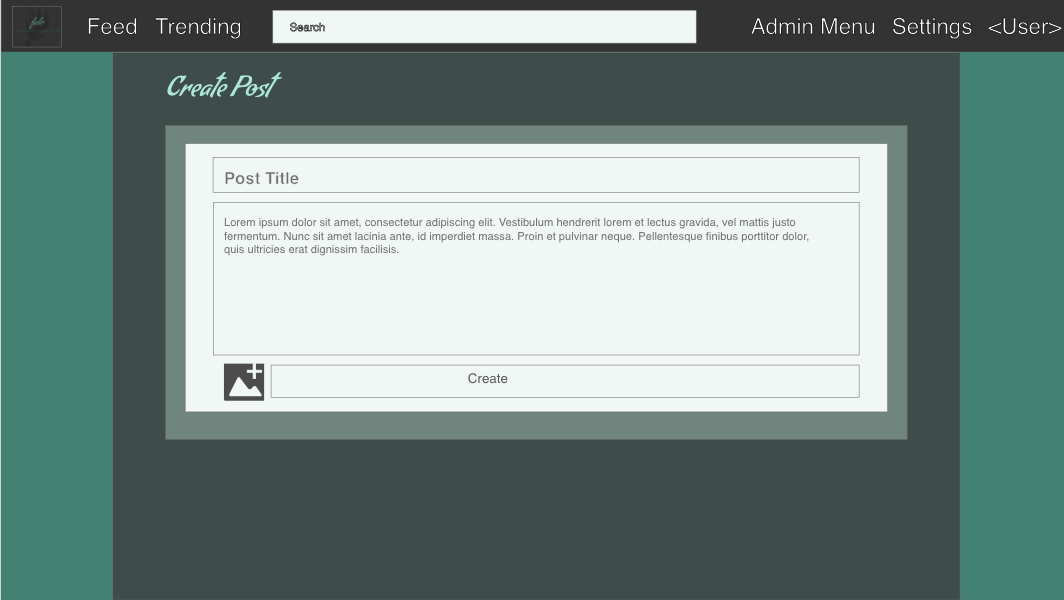 Feed Trending Search Admin Menu Settings <User>
Create Post
Post Title
Lorem ipsum dolor sit amet, consectetur adipiscing elit. Vestibulum hendrerit lorem et lectus gravida, vel mattis justo
fermentum. Nunc sit amet lacinia ante, id imperdiet massa. Proin et pulvinar neque. Pellentesque finibus porttitor dolor,
quis ultricies erat dignissim facilisis.
Create